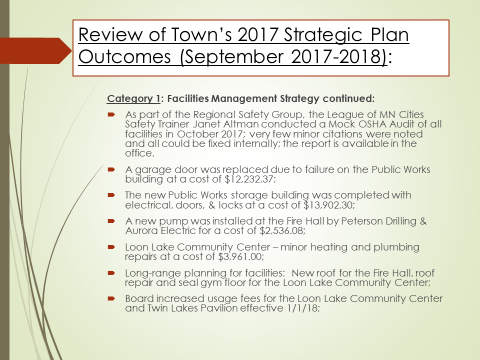 Review of Town's 2017 Strategic Plan
Outcomes (September 2017-2018):
Category 1: Facilities Management Strategy continued:
As part of the Regional Safety Group, the League of MN Cities
Safety Trainer Janet Altman conducted a Mock OSHA Audit of all
facilities in October 2017; very few minor citations were noted
and all could be fixed internally; the report is available in the
office.
A garage door was replaced due to failure on the Public Works
building at a cost of $12,232.37;
The new Public Works storage building was completed with
electrical, doors, & locks at a cost of $13,902.30;
A new pump was installed at the Fire Hall by Peterson Drilling &
Aurora Electric for a cost of $2,536.08;
Loon Lake Community Center – minor heating and plumbing
repairs at a cost of $3,961.00;
Long-range planning for facilities: New roof for the Fire Hall, roof
repair and seal gym floor for the Loon Lake Community Center;
Board increased usage fees for the Loon Lake Community Center
and Twin Lakes Pavilion effective 1/1/18;